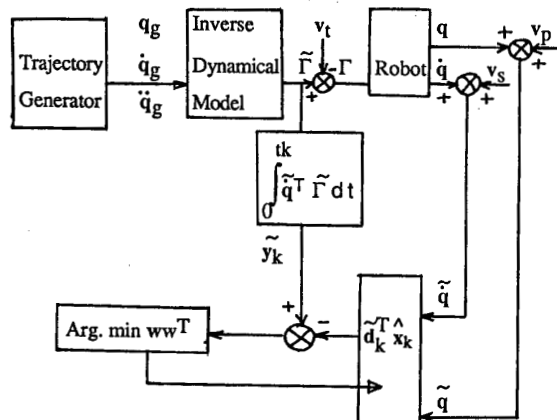 Trajectory
Generator
q_g
q̇_g
q̈_g
Inverse
Dynamical
Model
v_t
Γ̃
+
- Γ
Robot
q
q̇
+
+
v_p
+
+
v_s
∫_0^{tk} q̃̇^T Γ̃ dt
ỹ_k
+
-
Arg. min ww^T
d̃_k^T x̂_k
q̃̇
q̃